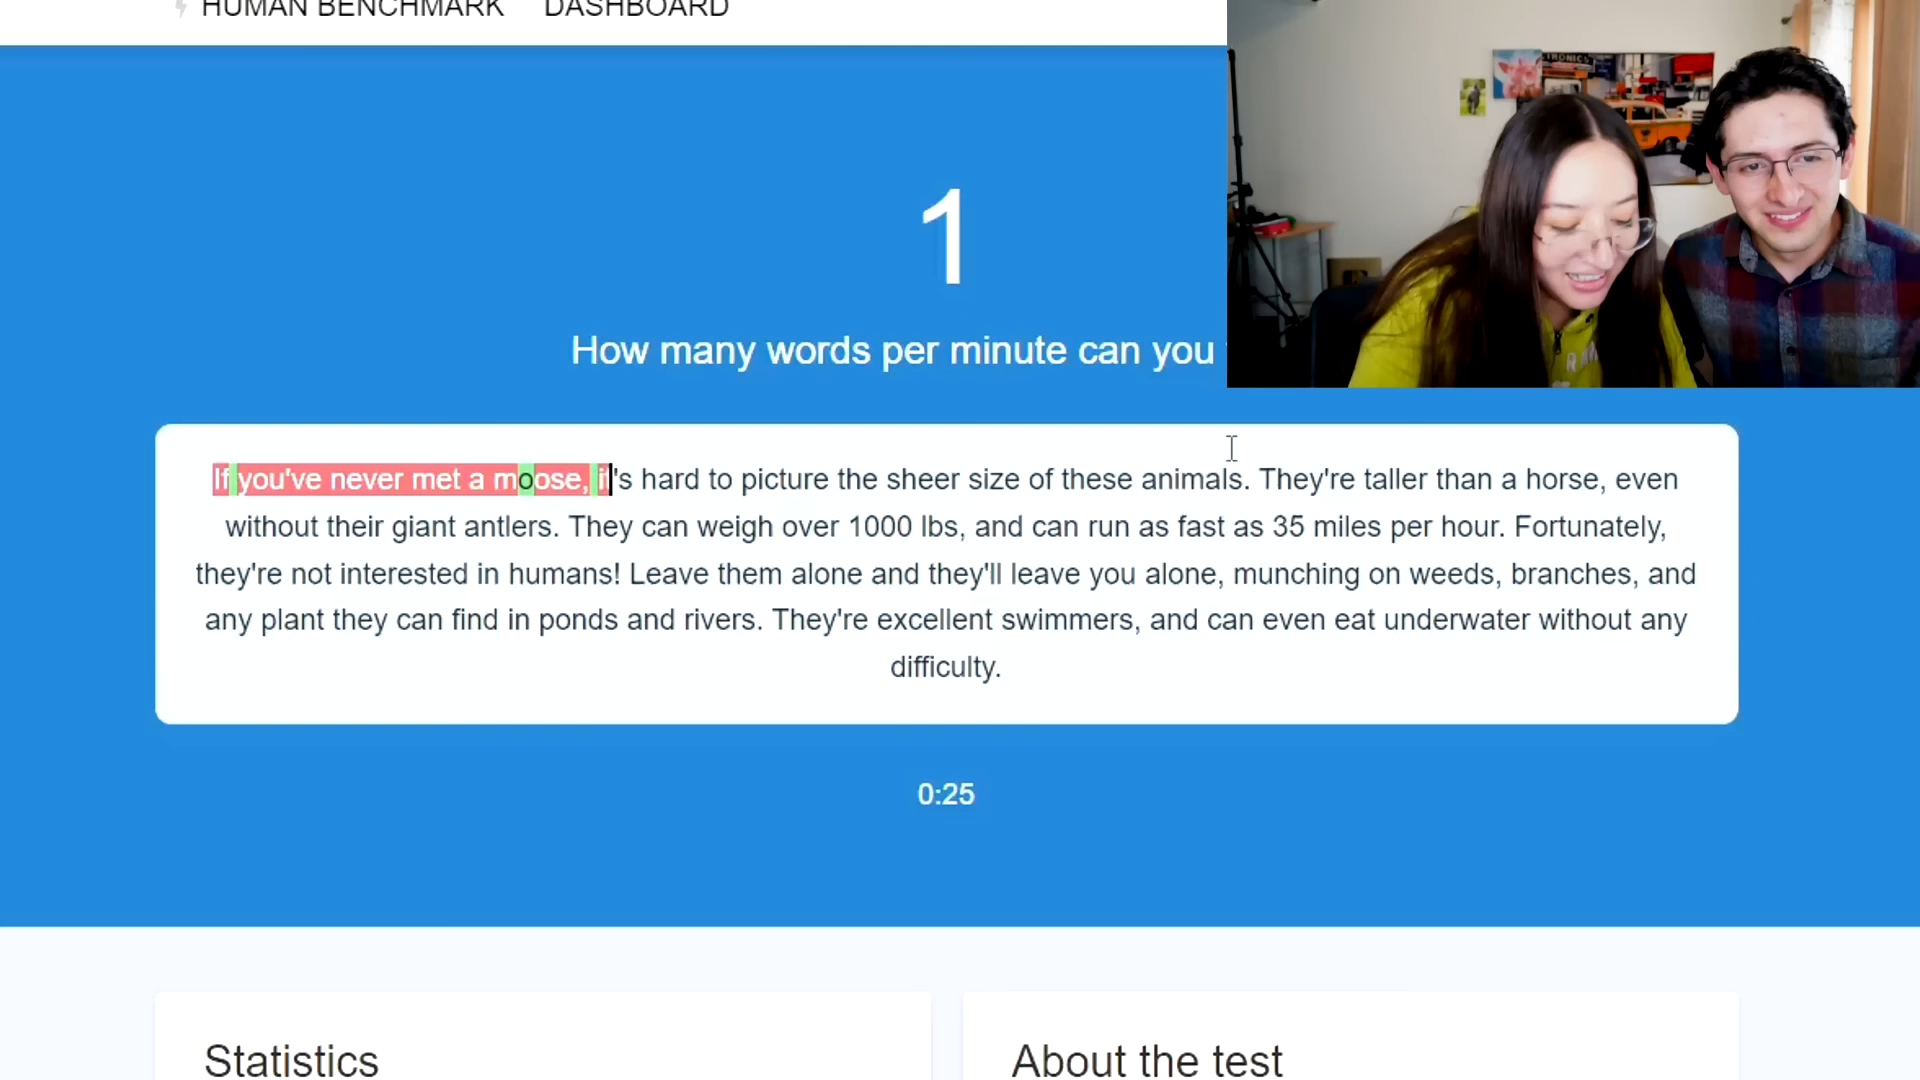 HUMAN BENCHMARK DASHBOARD
TRONICS
1
How many words per minute can you
If you've never met a moose, it's hard to picture the sheer size of these animals. They're taller than a horse, even
without their giant antlers. They can weigh over 1000 lbs, and can run as fast as 35 miles per hour. Fortunately,
they're not interested in humans! Leave them alone and they'll leave you alone, munching on weeds, branches, and
any plant they can find in ponds and rivers. They're excellent swimmers, and can even eat underwater without any
difficulty.
0:25
Statistics
About the test